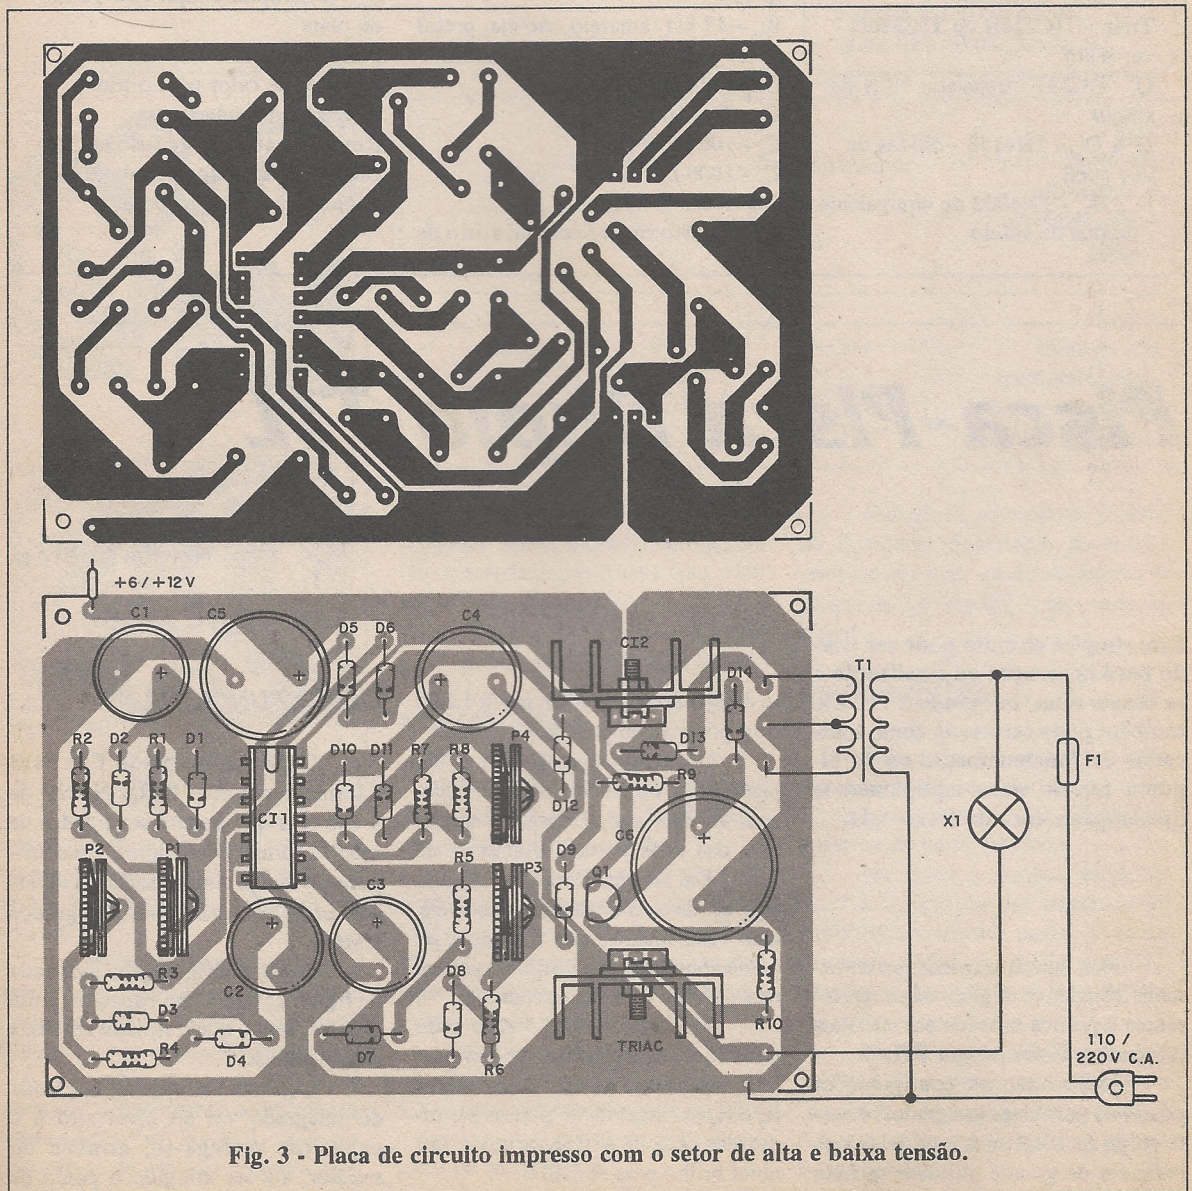 +6/+12V
C1
C5
D5
D6
C4
CI2
D14
T1
R2
D2
R1
D1
D10
D11
R7
R8
P4
D13
F1
R9
D12
X1
CI1
C6
P2
P1
R5
P3
D9
Q1
C3
R3
C2
D8
D3
R10
R4
D4
D7
R6
TRIAC
110 /
220V C.A.
Fig. 3 - Placa de circuito impresso com o setor de alta e baixa tensão.